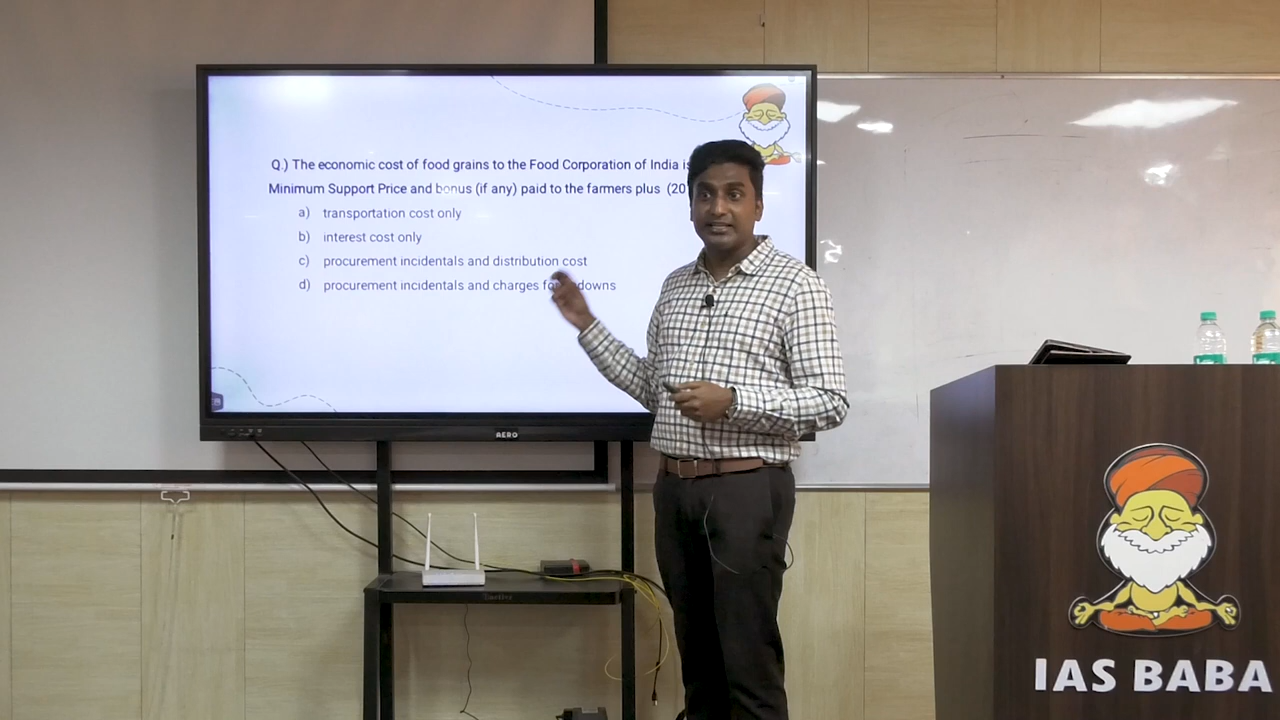 Q.) The economic cost of food grains to the Food Corporation of India is
Minimum Support Price and bonus (if any) paid to the farmers plus (20
a) transportation cost only
b) interest cost only
c) procurement incidentals and distribution cost
d) procurement incidentals and charges
AERO
IAS BABA